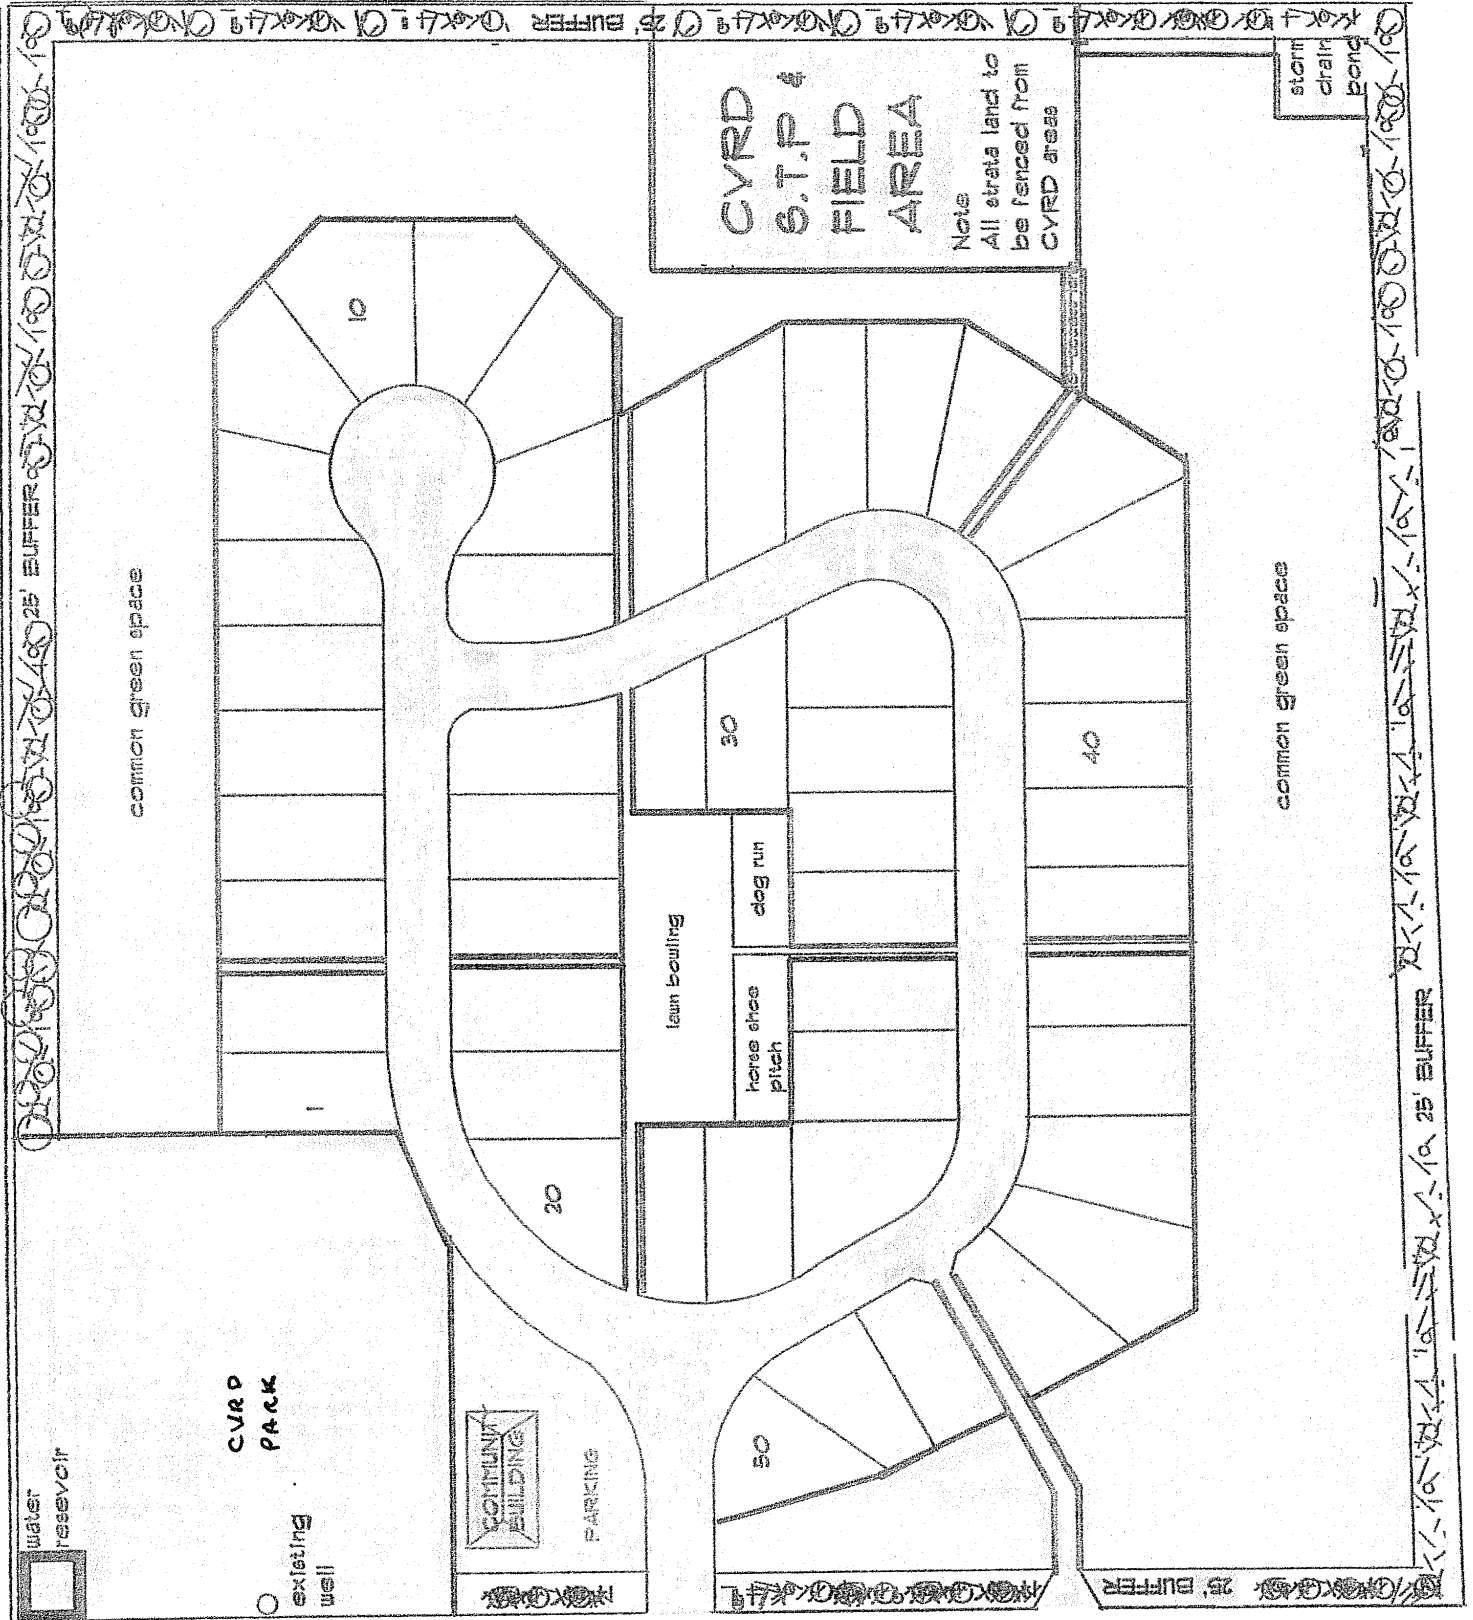 water
resevoir
existing
well
CVRD
PARK
COMMUNIT
BUILDING
PARKING
25' BUFFER
25' BUFFER
common green space
1
10
20
30
40
50
lawn bowling
horse shoe
pitch
dog run
CVRD
S.T.P &
FIELD
AREA
Note
All strata land to
be fenced from
CVRD areas
storm
drain
pond
common green space
25' BUFFER
25' BUFFER